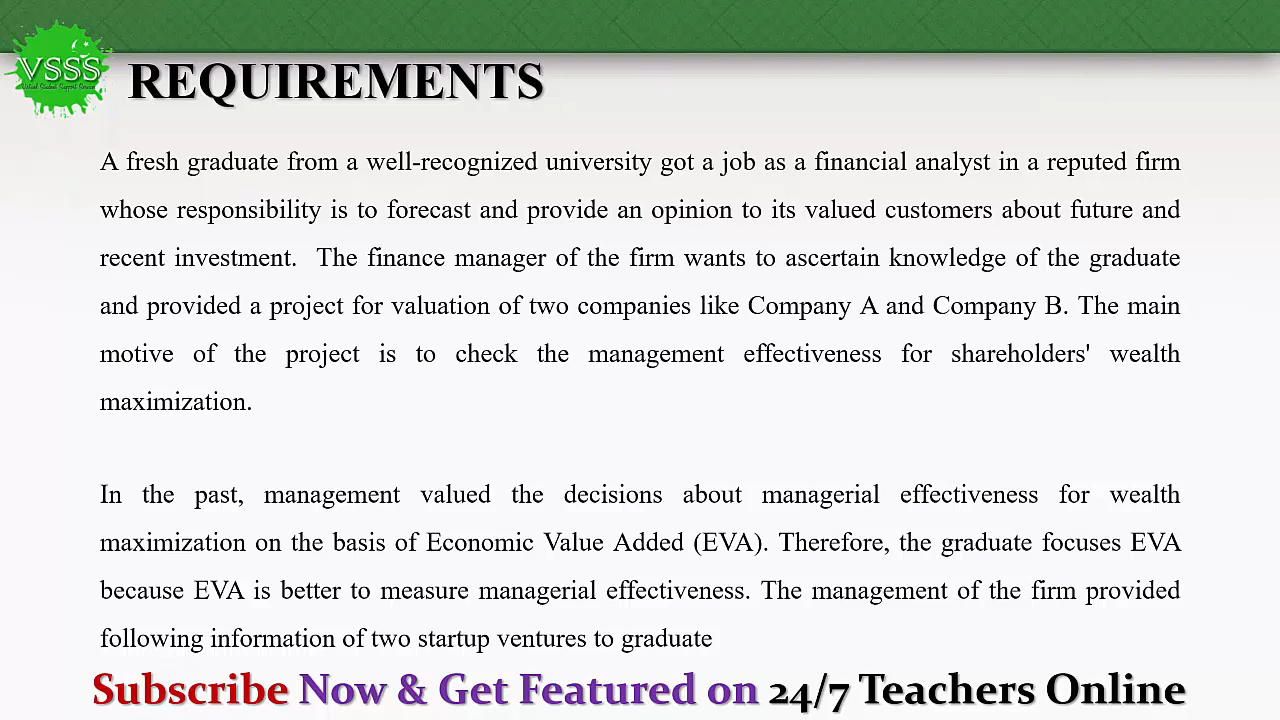 VSSS
Virtual Student Support Services
REQUIREMENTS
A fresh graduate from a well-recognized university got a job as a financial analyst in a reputed firm
whose responsibility is to forecast and provide an opinion to its valued customers about future and
recent investment.  The finance manager of the firm wants to ascertain knowledge of the graduate
and provided a project for valuation of two companies like Company A and Company B. The main
motive of the project is to check the management effectiveness for shareholders' wealth
maximization.
In the past, management valued the decisions about managerial effectiveness for wealth
maximization on the basis of Economic Value Added (EVA). Therefore, the graduate focuses EVA
because EVA is better to measure managerial effectiveness. The management of the firm provided
following information of two startup ventures to graduate
Subscribe Now & Get Featured on 24/7 Teachers Online